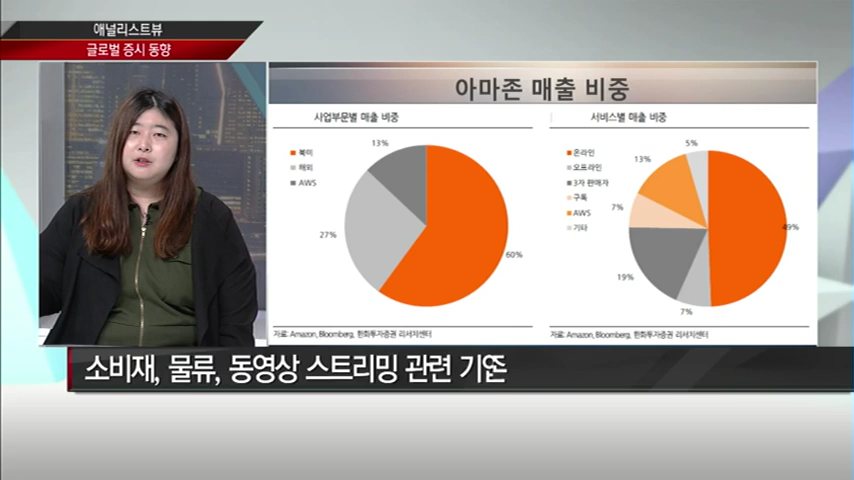 애널리스트뷰
글로벌 증시 동향
아마존 매출 비중
사업부문별 매출 비중
북미
해외
AWS
13%
27%
60%
자료: Amazon, Bloomberg, 한화투자증권 리서치센터
서비스별 매출 비중
온라인
오프라인
3자 판매자
구독
AWS
기타
5%
13%
7%
49%
19%
7%
자료: Amazon, Bloomberg, 한화투자증권 리서치센터
소비재, 물류, 동영상 스트리밍 관련 기